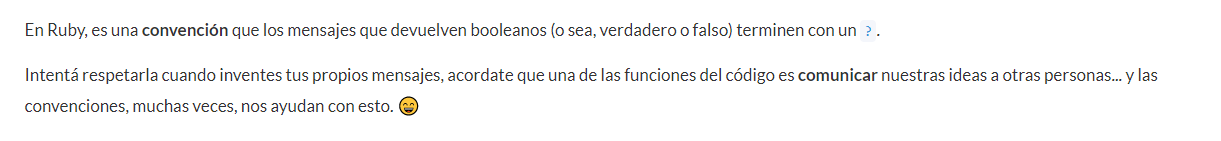 En Ruby, es una convención que los mensajes que devuelven booleanos (o sea, verdadero o falso) terminen con un ? .
Intentá respetarla cuando inventes tus propios mensajes, acordate que una de las funciones del código es comunicar nuestras ideas a otras personas... y las
convenciones, muchas veces, nos ayudan con esto. 😄